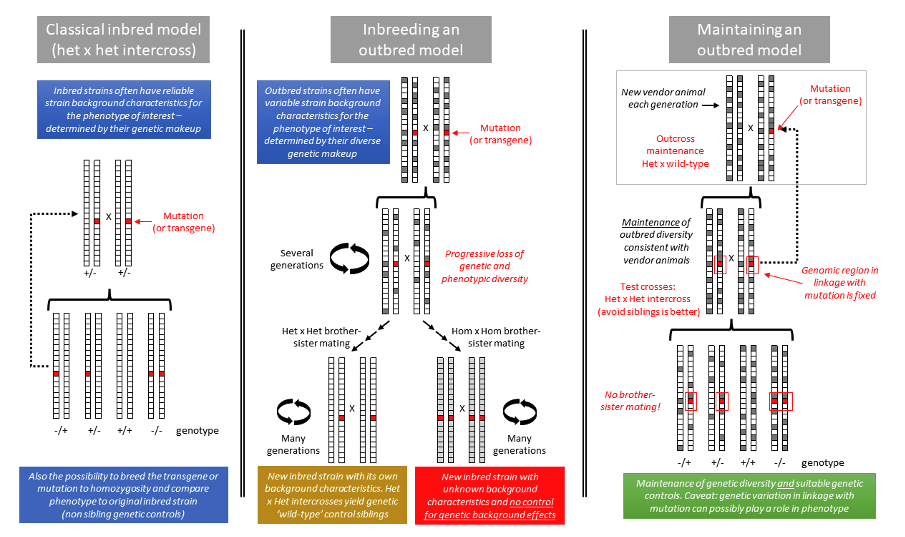 Classical inbred model
(het x het intercross)
Inbred strains often have reliable
strain background characteristics for
the phenotype of interest –
determined by their genetic makeup
X
Mutation
(or transgene)
+/-
+/-
-/+
+/-
+/+
-/-
genotype
Also the possibility to breed the transgene or
mutation to homozygosity and compare
phenotype to original inbred strain
(non sibling genetic controls)
Inbreeding an
outbred model
Outbred strains often have
variable strain background
characteristics for the
phenotype of interest –
determined by their diverse
genetic makeup
X
Mutation
(or transgene)
Several
generations
X
Progressive loss of
genetic and
phenotypic diversity
Het x Het brother-
sister mating
Hom x Hom brother-
sister mating
X
X
Many
generations
Many
generations
New inbred strain with its own
background characteristics. Het
x Het intercrosses yield genetic
‘wild-type’ control siblings
New inbred strain with
unknown background
characteristics and no control
for genetic background effects
Maintaining an
outbred model
New vendor animal
each generation
X
Mutation
(or transgene)
Outcross
maintenance
Het x wild-type
Maintenance of
outbred diversity
consistent with
vendor animals
X
Genomic region in
linkage with
mutation is fixed
Test crosses:
Het x Het intercross
(avoid siblings is better)
No brother-
sister mating!
-/+
+/-
+/+
-/-
genotype
Maintenance of genetic diversity and suitable genetic
controls. Caveat: genetic variation in linkage with
mutation can possibly play a role in phenotype